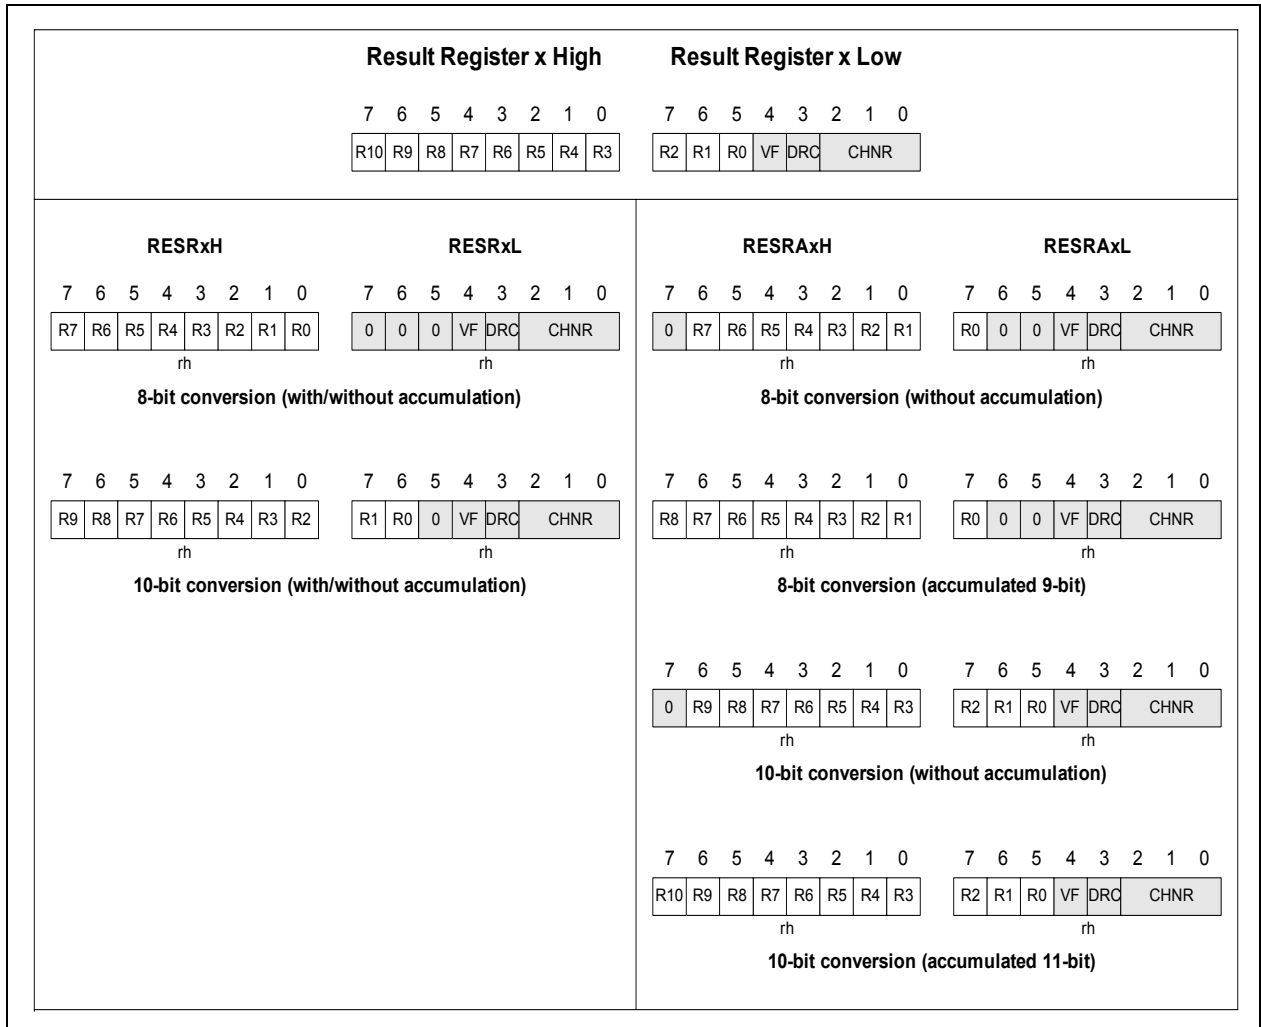 Result Register x High Result Register x Low
7 6 5 4 3 2 1 0 7 6 5 4 3 2 1 0
R10 R9 R8 R7 R6 R5 R4 R3 R2 R1 R0 VF DRC CHNR
RESRxH RESRxL RESRAxH RESRAxL
7 6 5 4 3 2 1 0 7 6 5 4 3 2 1 0 7 6 5 4 3 2 1 0 7 6 5 4 3 2 1 0
R7 R6 R5 R4 R3 R2 R1 R0 0 0 0 VF DRC CHNR 0 R7 R6 R5 R4 R3 R2 R1 R0 0 0 VF DRC CHNR
rh rh rh rh
8-bit conversion (with/without accumulation) 8-bit conversion (without accumulation)
7 6 5 4 3 2 1 0 7 6 5 4 3 2 1 0 7 6 5 4 3 2 1 0 7 6 5 4 3 2 1 0
R9 R8 R7 R6 R5 R4 R3 R2 R1 R0 0 VF DRC CHNR R8 R7 R6 R5 R4 R3 R2 R1 R0 0 0 VF DRC CHNR
rh rh rh rh
10-bit conversion (with/without accumulation) 8-bit conversion (accumulated 9-bit)
7 6 5 4 3 2 1 0 7 6 5 4 3 2 1 0
0 R9 R8 R7 R6 R5 R4 R3 R2 R1 R0 VF DRC CHNR
rh rh
10-bit conversion (without accumulation)
7 6 5 4 3 2 1 0 7 6 5 4 3 2 1 0
R10 R9 R8 R7 R6 R5 R4 R3 R2 R1 R0 VF DRC CHNR
rh rh
10-bit conversion (accumulated 11-bit)